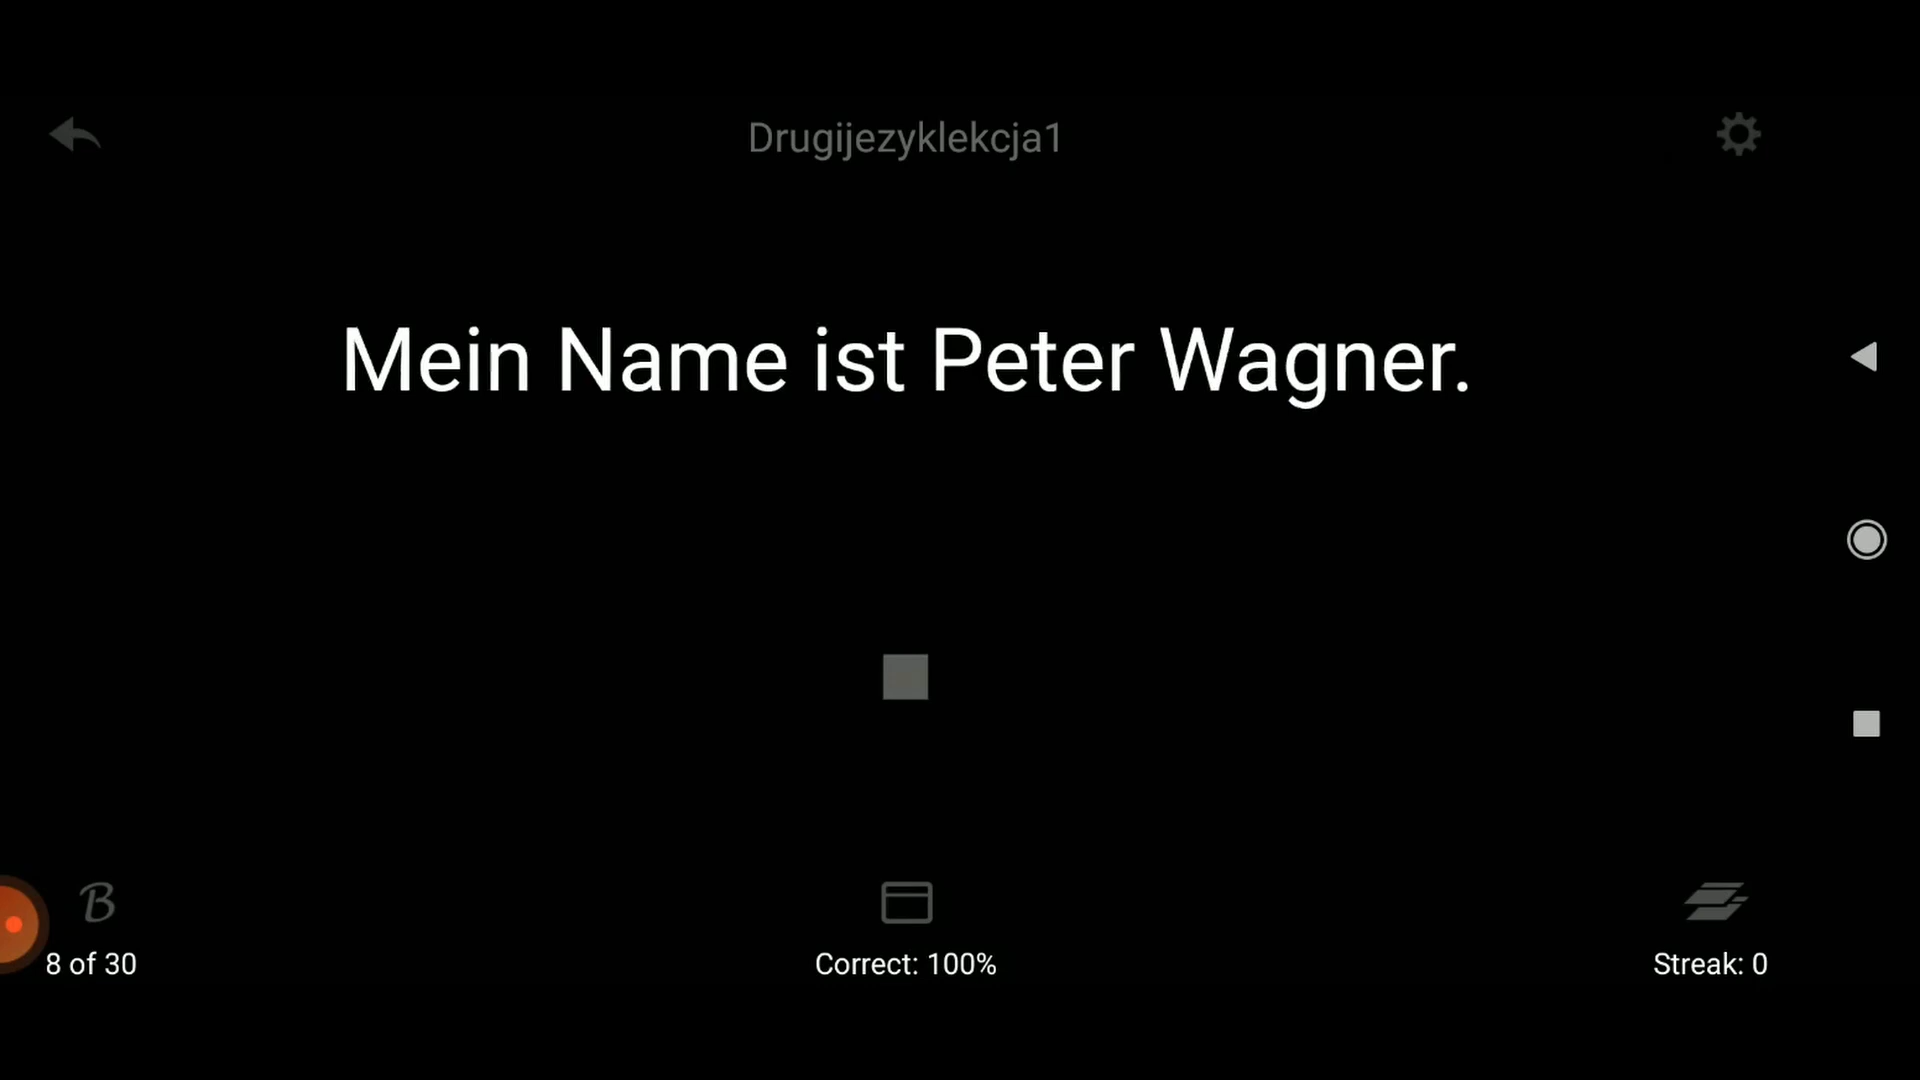 Drugijezyklekcja1
Mein Name ist Peter Wagner.
B
8 of 30
Correct: 100%
Streak: 0